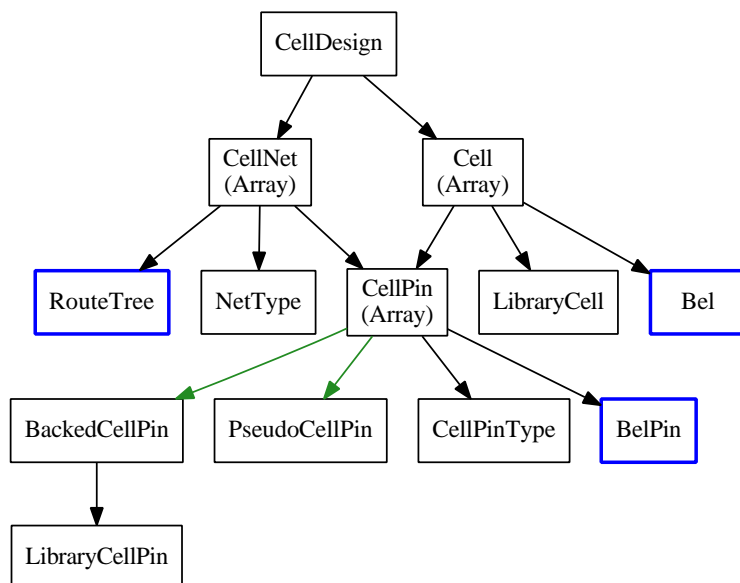 CellDesign
CellNet
(Array)
Cell
(Array)
RouteTree
NetType
CellPin
(Array)
LibraryCell
Bel
BackedCellPin
PseudoCellPin
CellPinType
BelPin
LibraryCellPin